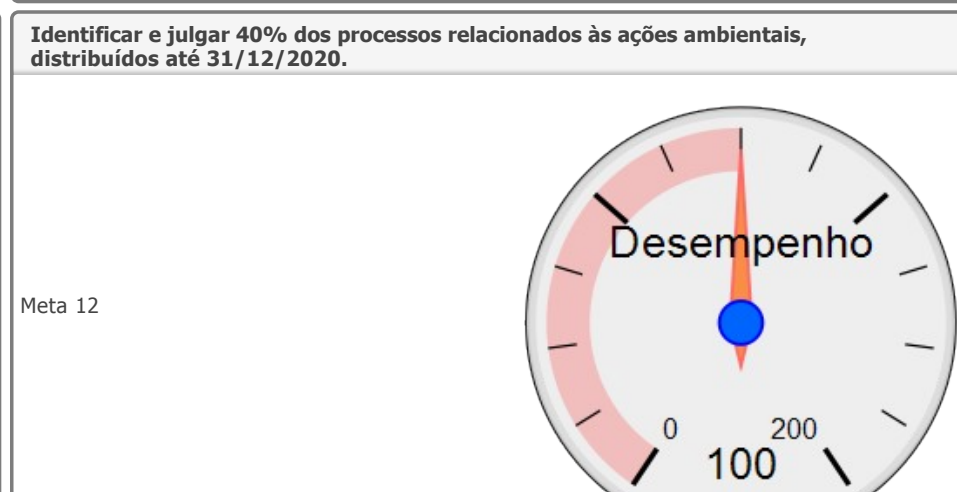 Identificar e julgar 40% dos processos relacionados às ações ambientais,
distribuídos até 31/12/2020.
Meta 12
Desempenho
0 200
100